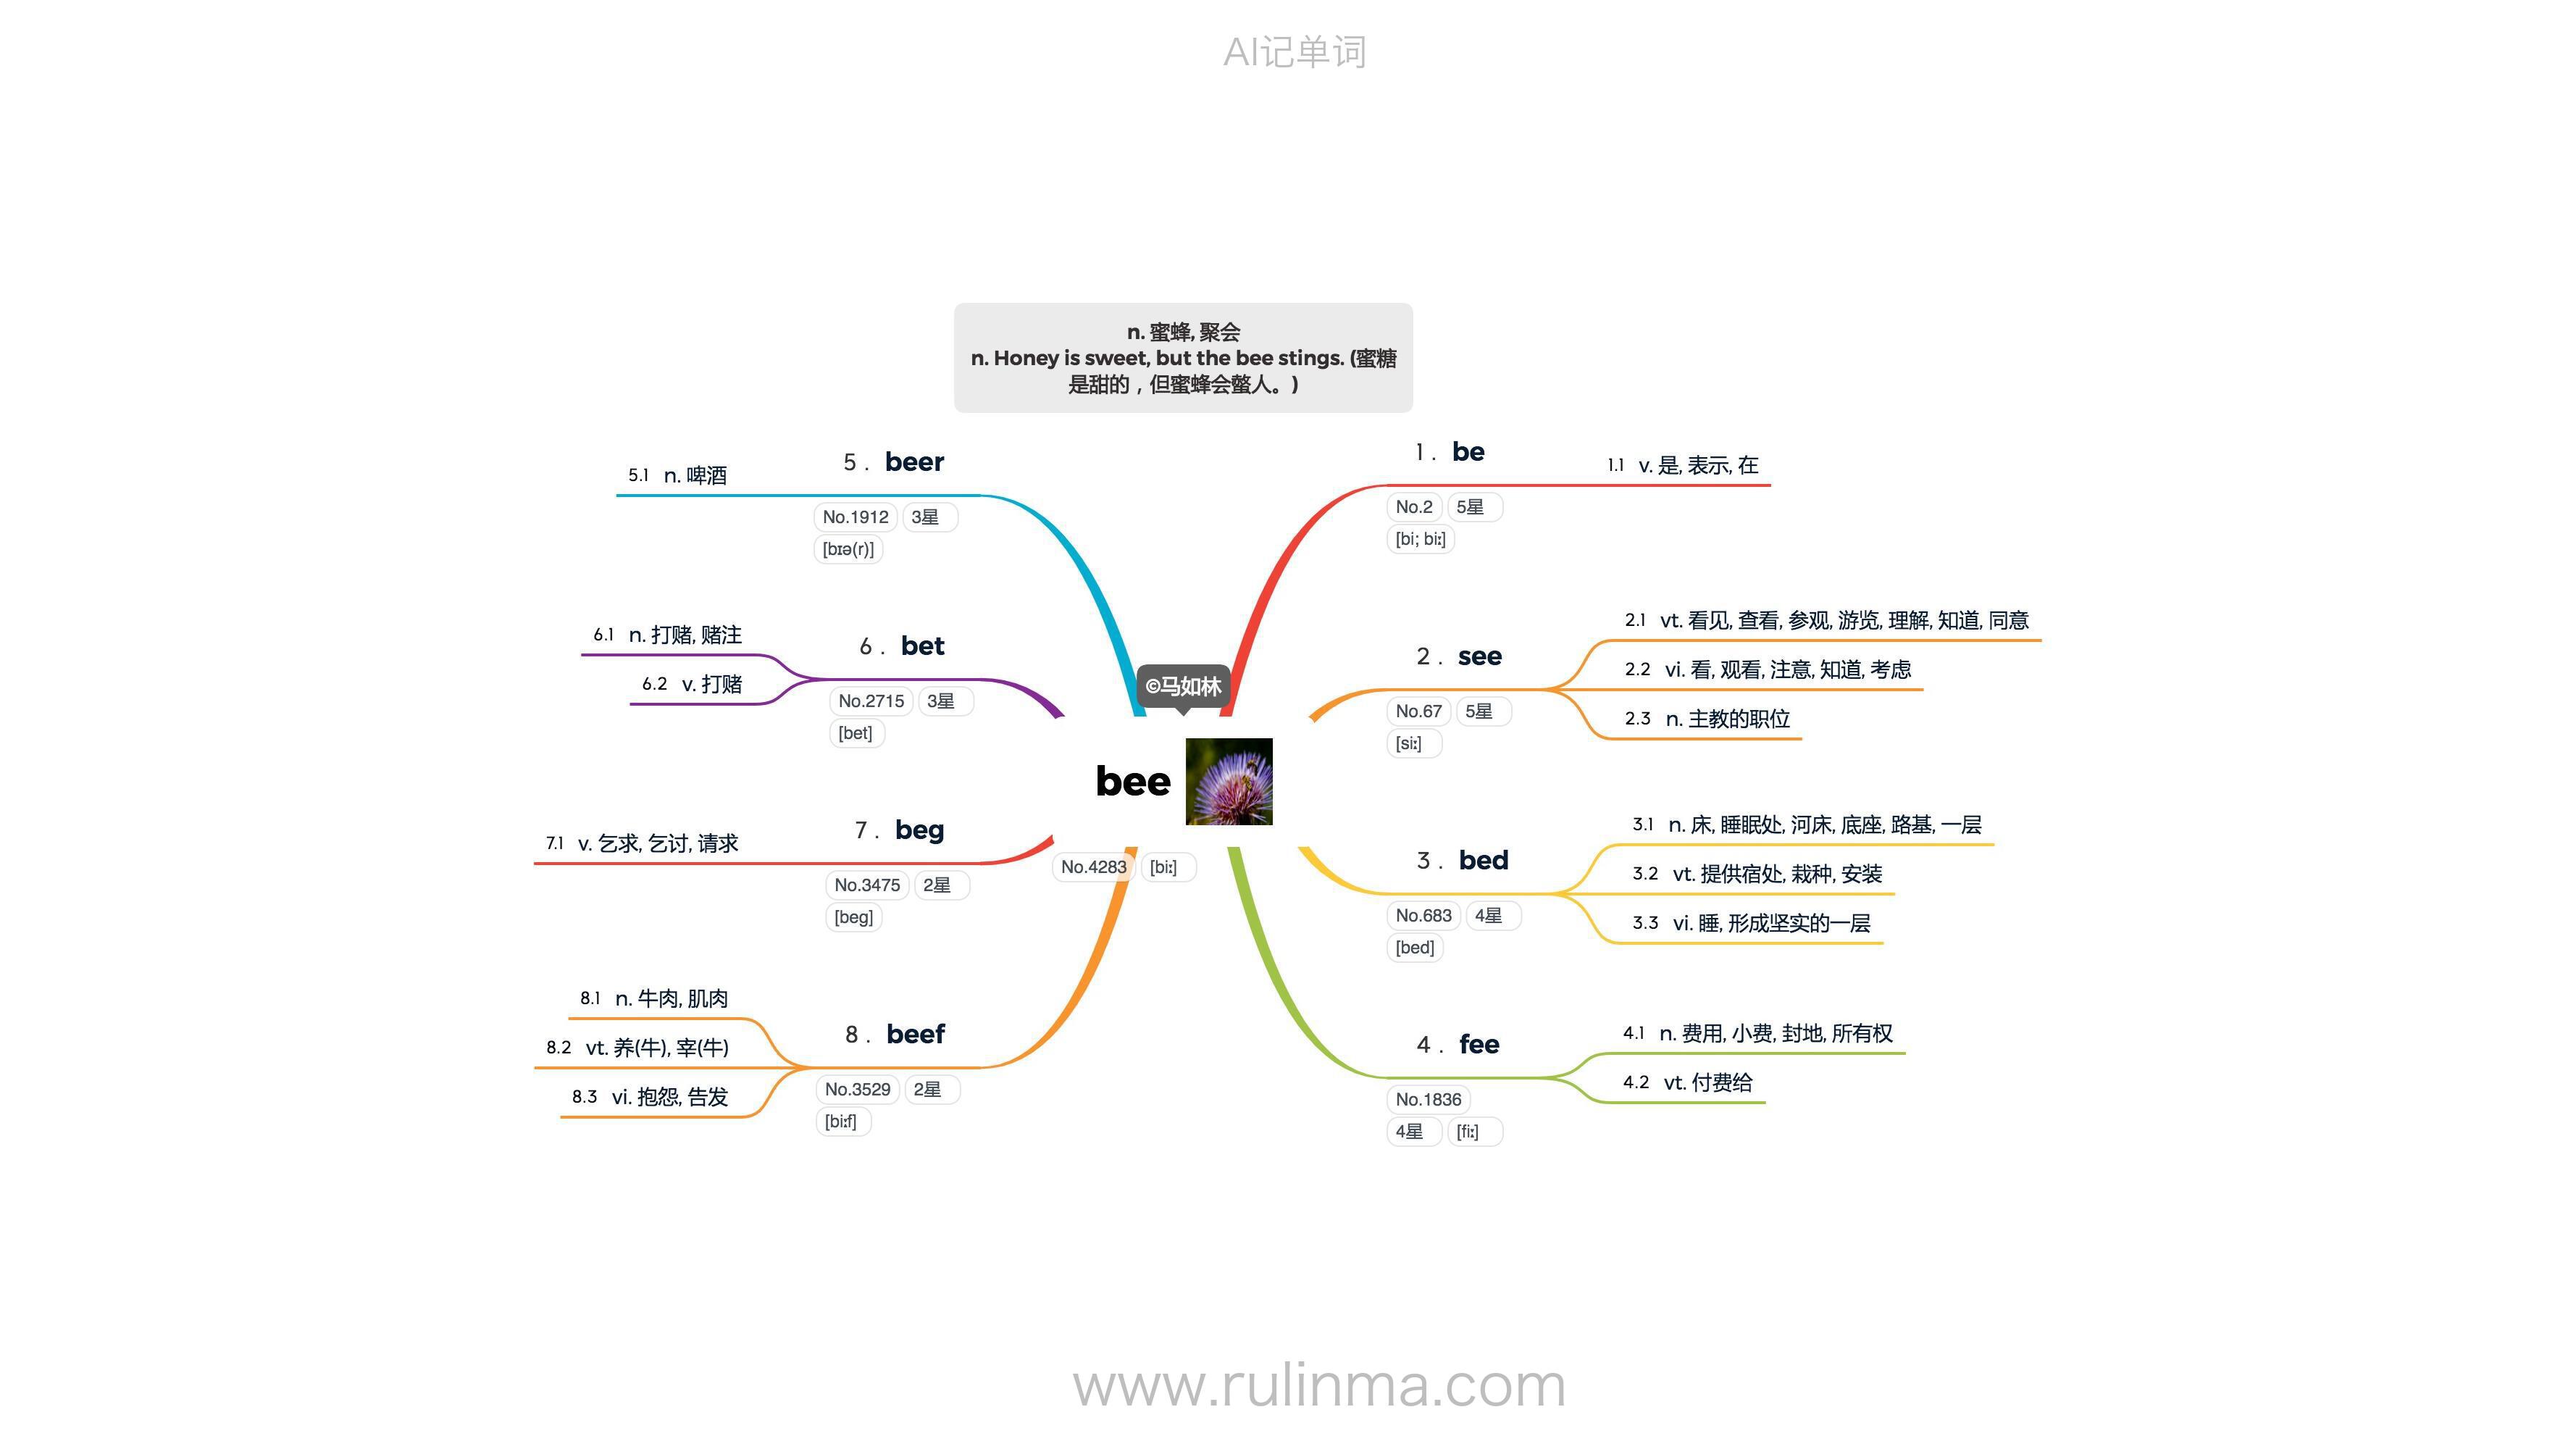 AI记单词
n. 蜜蜂, 聚会
n. Honey is sweet, but the bee stings. (蜜糖
是甜的，但蜜蜂会螫人。)
©马如林
bee
No.4283 [biː]
1. be
No.2 5星
[bi; biː]
1.1 v. 是, 表示, 在
2. see
No.67 5星
[siː]
2.1 vt. 看见, 查看, 参观, 游览, 理解, 知道, 同意
2.2 vi. 看, 观看, 注意, 知道, 考虑
2.3 n. 主教的职位
3. bed
No.683 4星
[bed]
3.1 n. 床, 睡眠处, 河床, 底座, 路基, 一层
3.2 vt. 提供宿处, 栽种, 安装
3.3 vi. 睡, 形成坚实的一层
4. fee
No.1836
4星 [fiː]
4.1 n. 费用, 小费, 封地, 所有权
4.2 vt. 付费给
5. beer
No.1912 3星
[bɪə(r)]
5.1 n. 啤酒
6. bet
No.2715 3星
[bet]
6.1 n. 打赌, 赌注
6.2 v. 打赌
7. beg
No.3475 2星
[beg]
7.1 v. 乞求, 乞讨, 请求
8. beef
No.3529 2星
[biːf]
8.1 n. 牛肉, 肌肉
8.2 vt. 养(牛), 宰(牛)
8.3 vi. 抱怨, 告发
www.rulinma.com